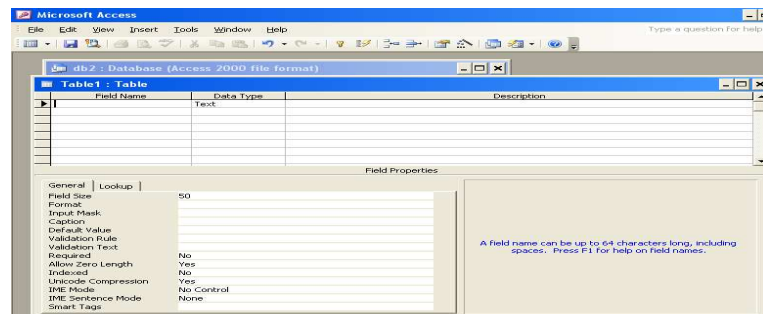 Microsoft Access
File Edit View Insert Tools Window Help Type a question for help
db2 : Database (Access 2000 file format)
Table1 : Table
Field Name Data Type Description
Text
Field Properties
General Lookup
Field Size 50
Format
Input Mask
Caption
Default Value
Validation Rule
Validation Text
Required No
Allow Zero Length Yes
Indexed No
Unicode Compression Yes
IME Mode No Control
IME Sentence Mode None
Smart Tags
A field name can be up to 64 characters long, including
spaces. Press F1 for help on field names.